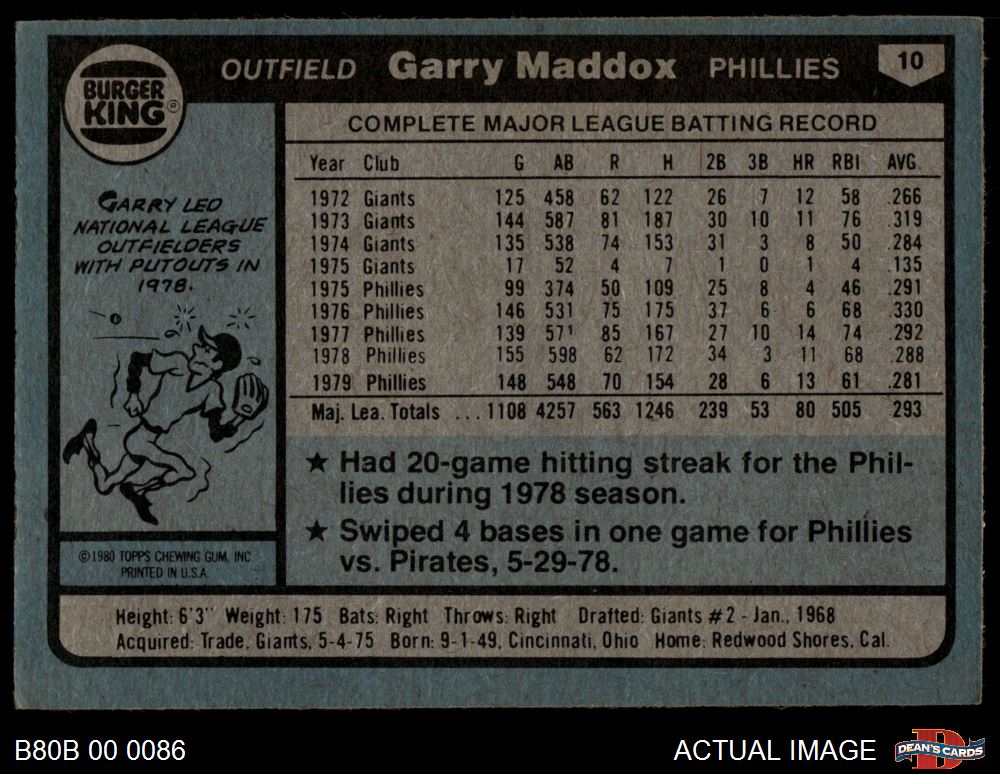 BURGER
KING®
OUTFIELD Garry Maddox PHILLIES 10
COMPLETE MAJOR LEAGUE BATTING RECORD
Year Club G AB R H 2B 3B HR RBI AVG.
1972 Giants 125 458 62 122 26 7 12 58 .266
1973 Giants 144 587 81 187 30 10 11 76 .319
1974 Giants 135 538 74 153 31 3 8 50 .284
1975 Giants 17 52 4 7 1 0 1 4 .135
1975 Phillies 99 374 50 109 25 8 4 46 .291
1976 Phillies 146 531 75 175 37 6 6 68 .330
1977 Phillies 139 571 85 167 27 10 14 74 .292
1978 Phillies 155 598 62 172 34 3 11 68 .288
1979 Phillies 148 548 70 154 28 6 13 61 .281
Maj. Lea. Totals ... 1108 4257 563 1246 239 53 80 505 .293
GARRY LED
NATIONAL LEAGUE
OUTFIELDERS
WITH PUTOUTS IN
1978.
★ Had 20-game hitting streak for the Phil-
lies during 1978 season.
★ Swiped 4 bases in one game for Phillies
vs. Pirates, 5-29-78.
©1980 TOPPS CHEWING GUM, INC.
PRINTED IN U.S.A.
Height: 6'3" Weight: 175 Bats: Right Throws: Right Drafted: Giants #2 - Jan., 1968
Acquired: Trade, Giants, 5-4-75 Born: 9-1-49, Cincinnati, Ohio Home: Redwood Shores, Cal.
B80B 00 0086 ACTUAL IMAGE DEAN'S CARDS